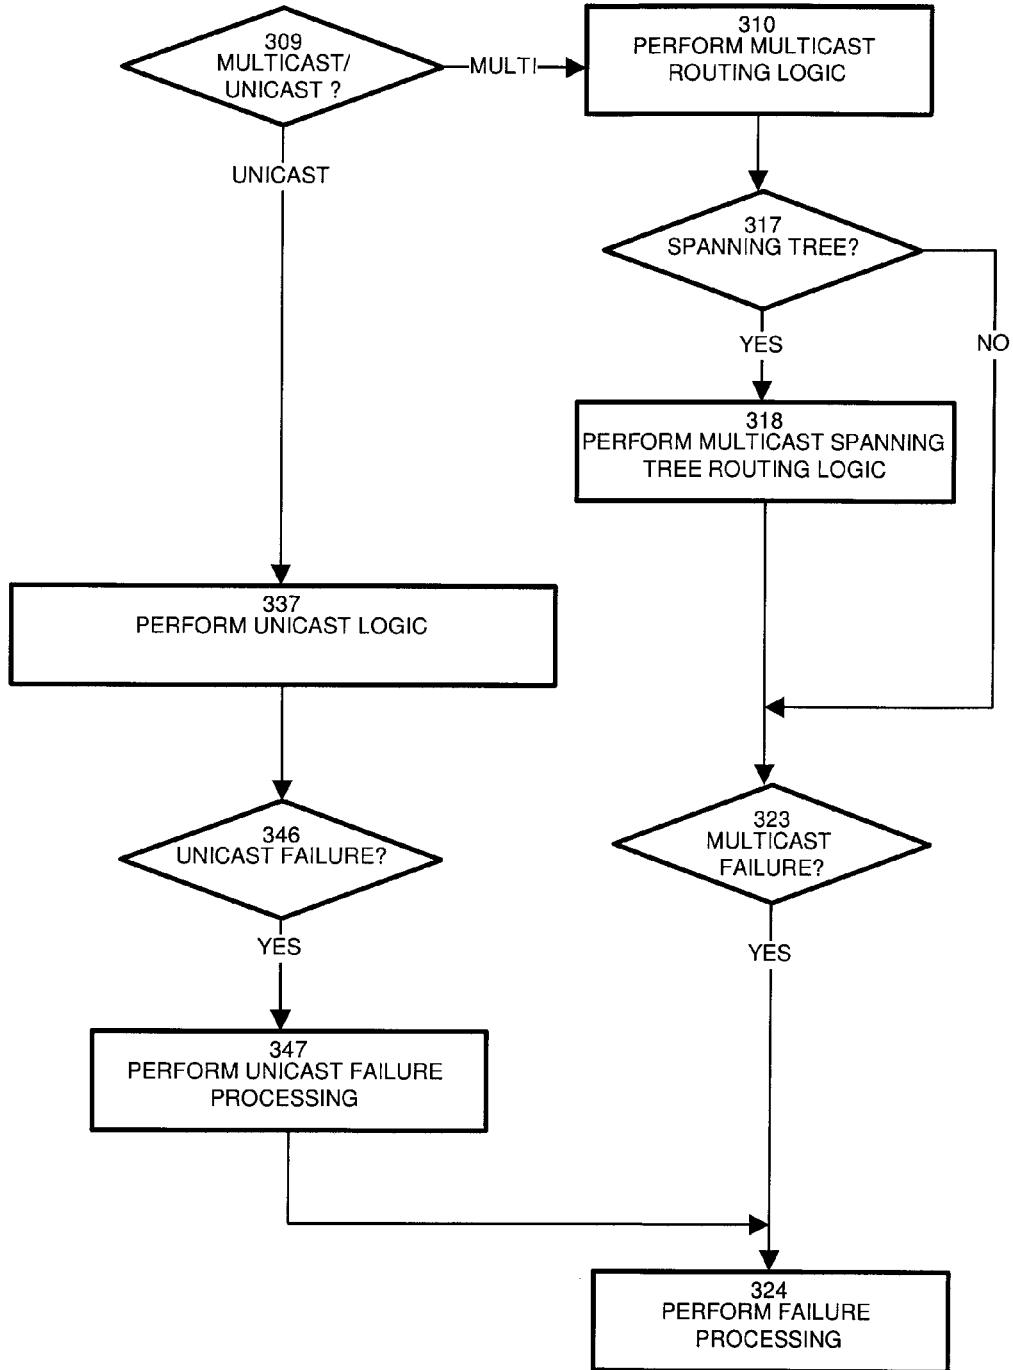 309
MULTICAST/
UNICAST ?
MULTI
310
PERFORM MULTICAST
ROUTING LOGIC
UNICAST
317
SPANNING TREE?
YES
NO
318
PERFORM MULTICAST SPANNING
TREE ROUTING LOGIC
337
PERFORM UNICAST LOGIC
346
UNICAST FAILURE?
YES
323
MULTICAST
FAILURE?
YES
347
PERFORM UNICAST FAILURE
PROCESSING
324
PERFORM FAILURE
PROCESSING